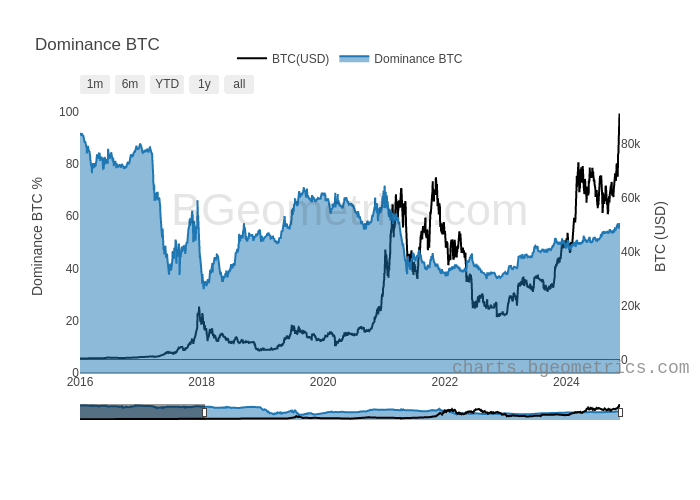 Dominance BTC
BTC(USD) Dominance BTC
1m 6m YTD 1y all
100
80
60
40
20
0
Dominance BTC %
BGeometrics.com
80k
60k
40k
20k
0
BTC (USD)
charts.bgeometrics.com
2016 2018 2020 2022 2024